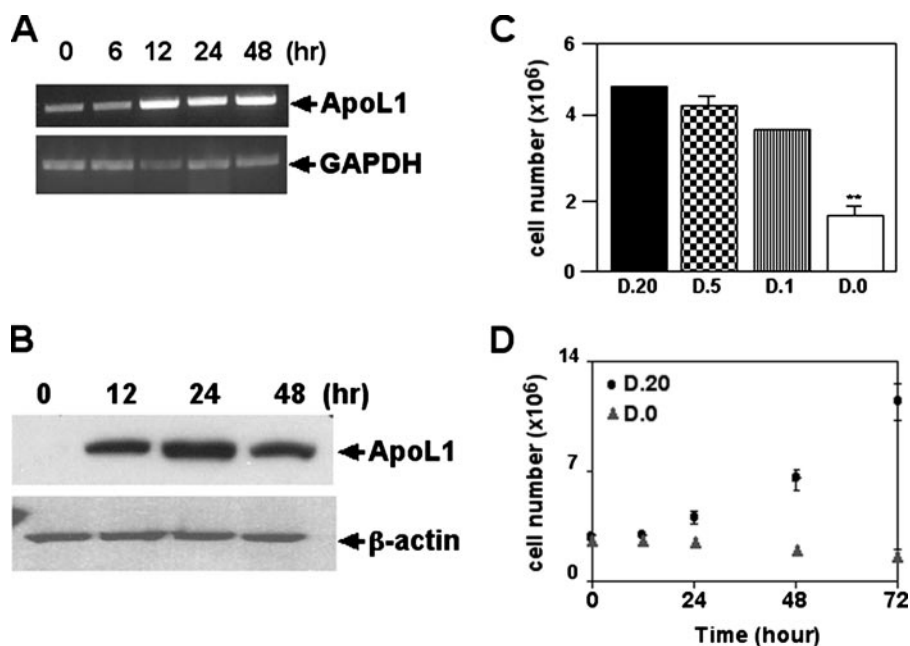 A
0 6 12 24 48 (hr)
ApoL1
GAPDH
B
0 12 24 48 (hr)
ApoL1
β-actin
C
cell number (x10⁶)
6
4
2
0
**
D.20 D.5 D.1 D.0
D
cell number (x10⁶)
14
7
0
D.20
D.0
0 24 48 72
Time (hour)